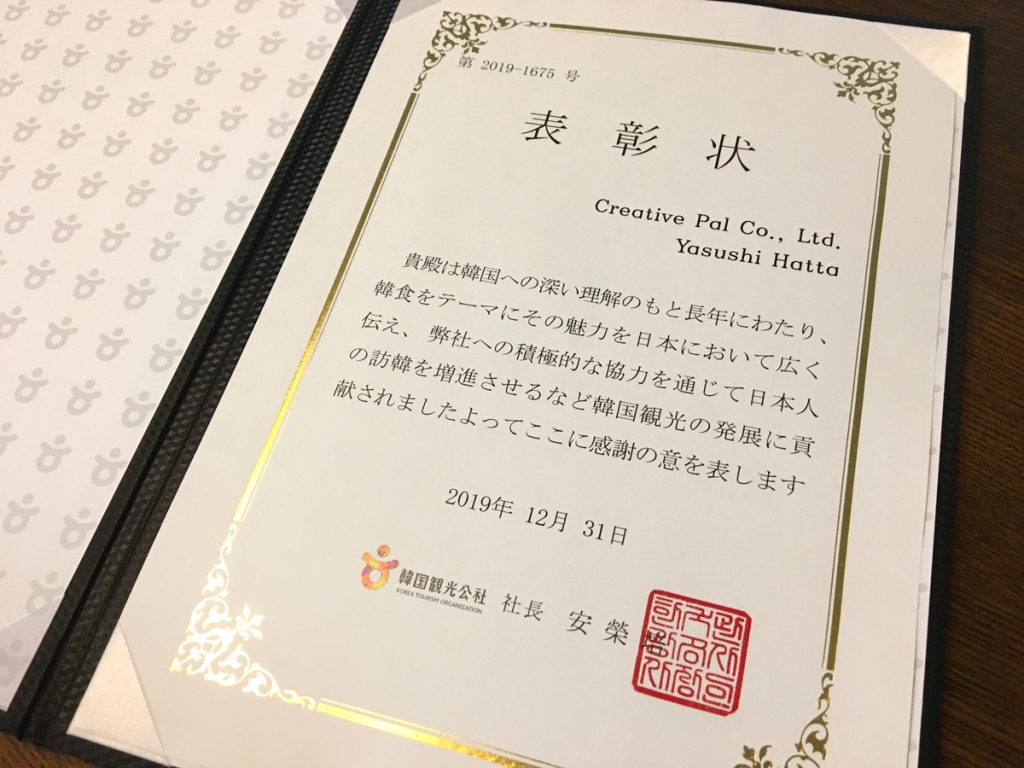 第 2019-1675 号
表彰状
Creative Pal Co., Ltd.
Yasushi Hatta
貴殿は韓国への深い理解のもと長年にわたり、
韓食をテーマにその魅力を日本において広く
伝え、弊社への積極的な協力を通じて日本人
の訪韓を増進させるなど韓国観光の発展に貢
献されましたよってここに感謝の意を表します
2019年 12月 31日
韓国観光公社
KOREA TOURISM ORGANIZATION
社長 安榮培